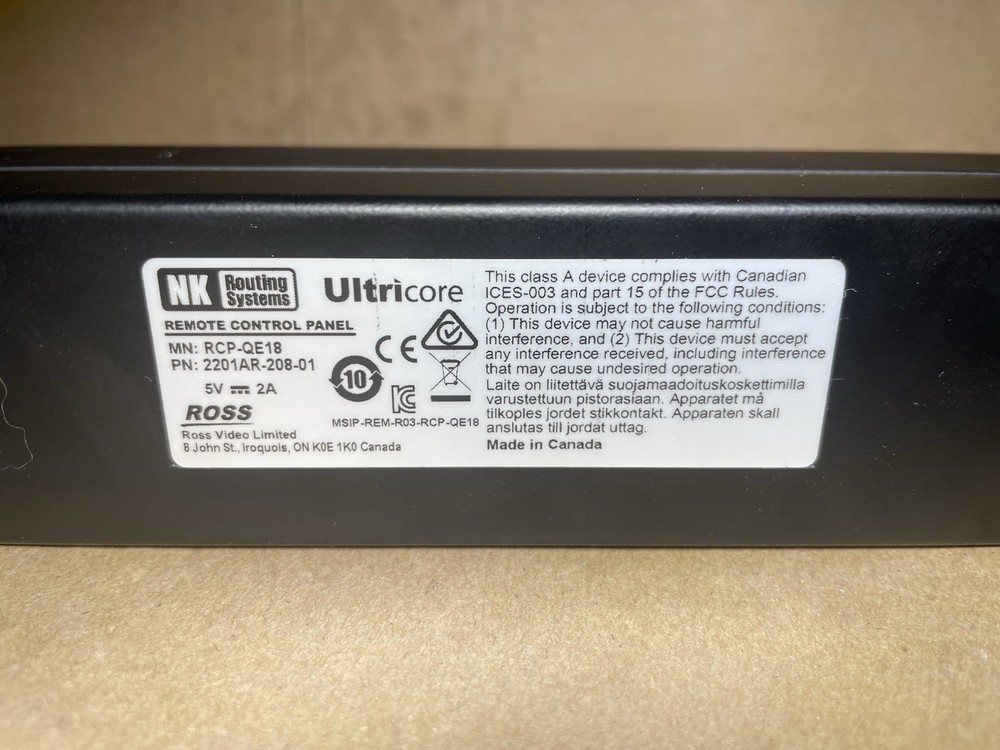 NK Routing Systems
Ultricore
REMOTE CONTROL PANEL
MN: RCP-QE18
PN: 2201AR-208-01
5V 2A
ROSS
Ross Video Limited
8 John St., Iroquois, ON K0E 1K0 Canada
CE
10
MSIP-REM-R03-RCP-QE18
This class A device complies with Canadian
ICES-003 and part 15 of the FCC Rules.
Operation is subject to the following conditions:
(1) This device may not cause harmful
interference, and (2) This device must accept
any interference received, including interference
that may cause undesired operation.
Laite on liitettävä suojamaadoituskoskettimilla
varustettuun pistorasiaan. Apparatet må
tilkoples jordet stikkontakt. Apparaten skall
anslutas till jordat uttag.
Made in Canada